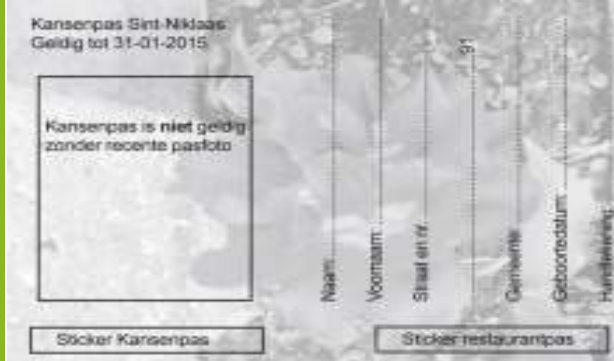 Kansenpas Sint-Niklaas
Geldig tot 31-01-2015
Kansenpas is niet geldig
zonder recente pasfoto
Naam:
Voornaam:
Straat en nr.
91
Gemeente:
Geboortedatum:
Handtekening:
Sticker Kansenpas
Sticker restaurantpas